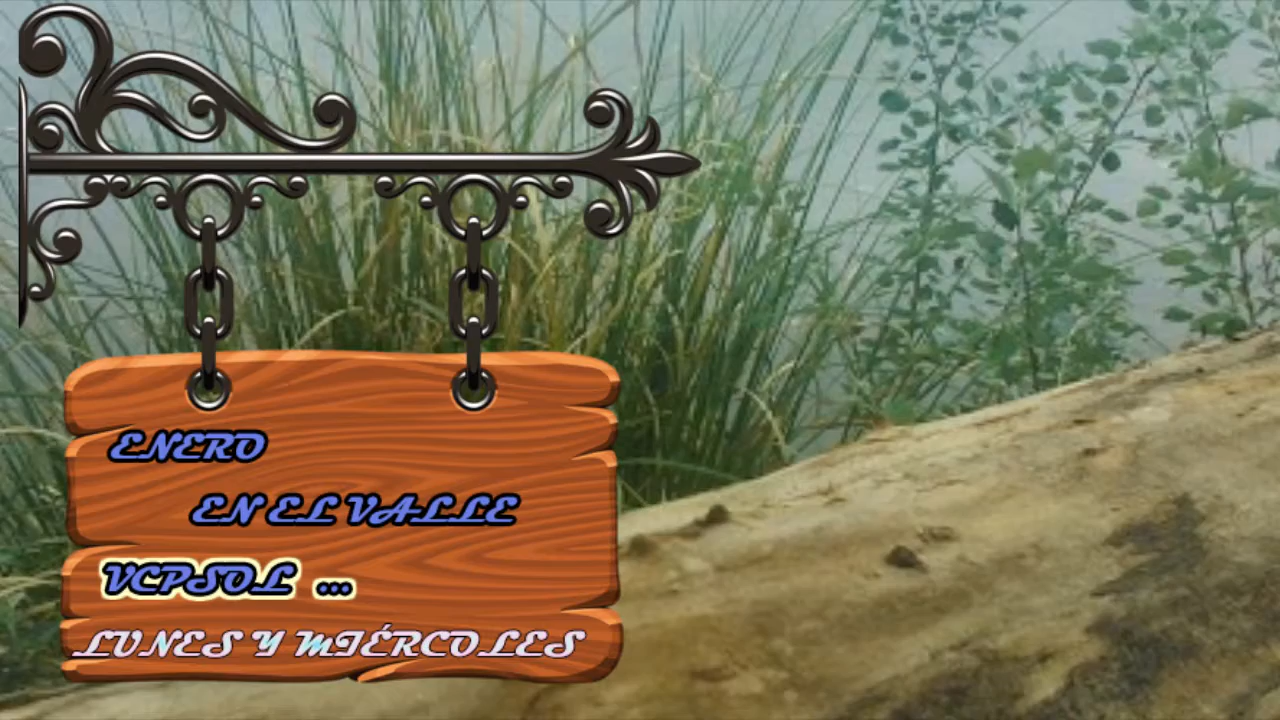 ENERO
EN EL VALLE
VCPSOL ...
LUNES Y MIÉRCOLES